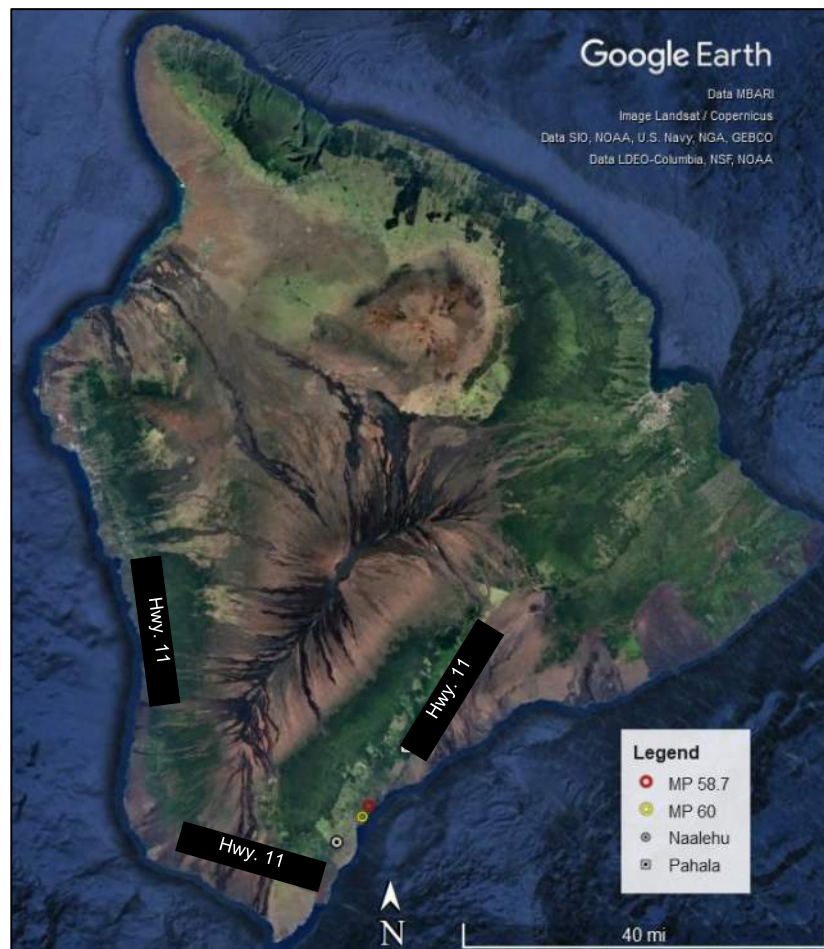 Google Earth
Data MBARI
Image Landsat / Copernicus
Data SIO, NOAA, U.S. Navy, NGA, GEBCO
Data LDEO-Columbia, NSF, NOAA
Hwy. 11
Hwy. 11
Hwy. 11
Legend
MP 58.7
MP 60
Naalehu
Pahala
N
40 mi